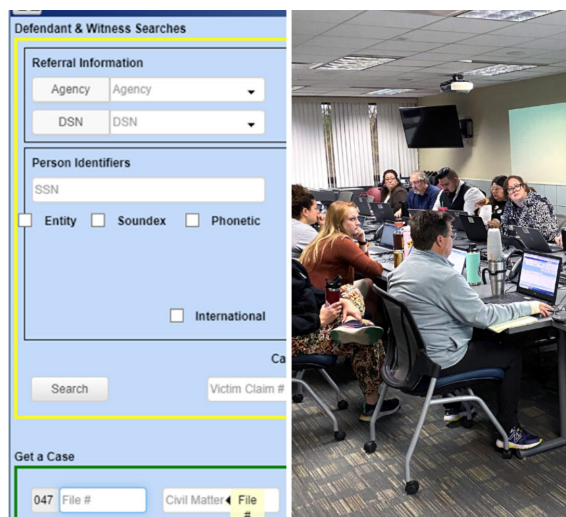 Defendant & Witness Searches
Referral Information
Agency Agency
DSN DSN
Person Identifiers
SSN
Entity Soundex Phonetic
International
Ca
Search Victim Claim #
Get a Case
047 File # Civil Matter File
#